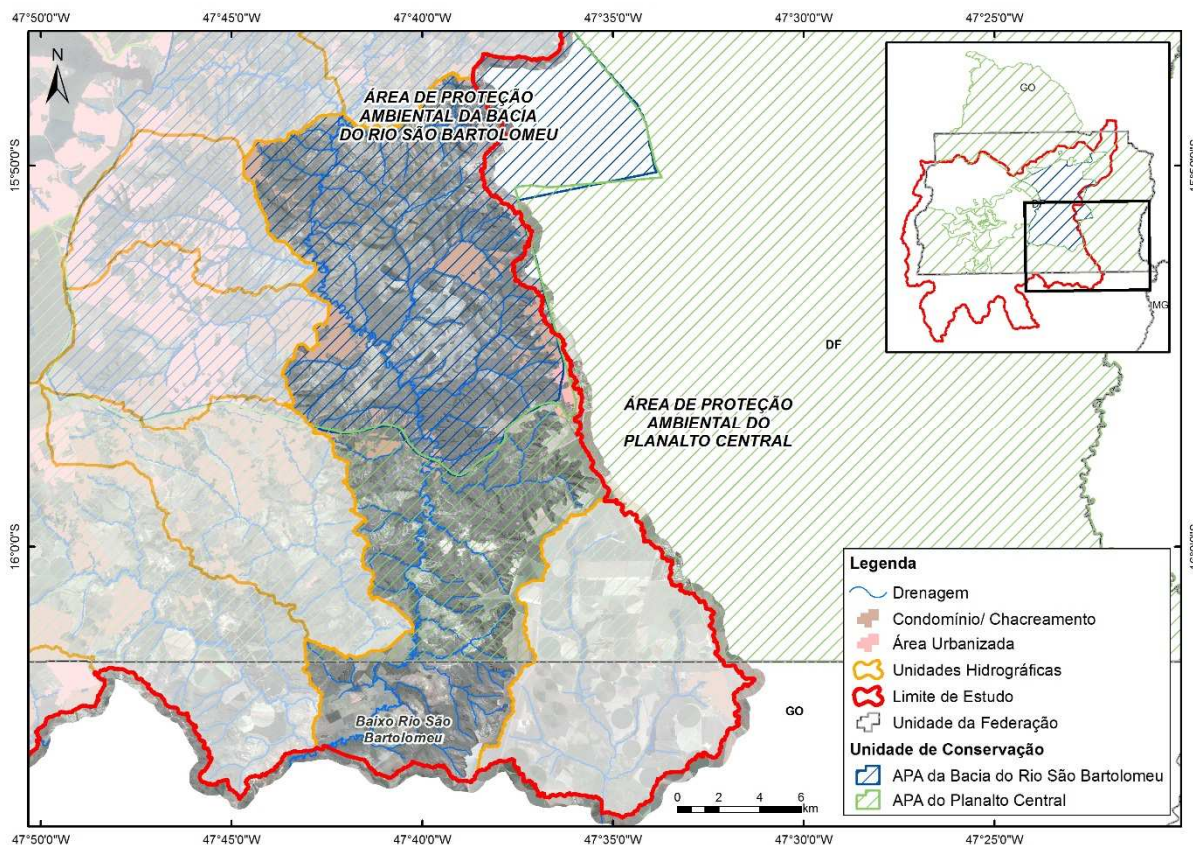 47°50'0"O 47°45'0"O 47°40'0"O 47°35'0"O 47°30'0"O 47°25'0"O
N
GO
DF
MG
ÁREA DE PROTEÇÃO
AMBIENTAL DA BACIA
DO RIO SÃO BARTOLOMEU
15°50'0"S
DF
ÁREA DE PROTEÇÃO
AMBIENTAL DO
PLANALTO CENTRAL
16°0'0"S
16°0'0"S
Baixo Rio São
Bartolomeu
GO
0 2 4 6
km
Legenda
Drenagem
Condomínio/ Chacreamento
Área Urbanizada
Unidades Hidrográficas
Limite de Estudo
Unidade da Federação
Unidade de Conservação
APA da Bacia do Rio São Bartolomeu
APA do Planalto Central
47°50'0"O 47°45'0"O 47°40'0"O 47°35'0"O 47°30'0"O 47°25'0"O